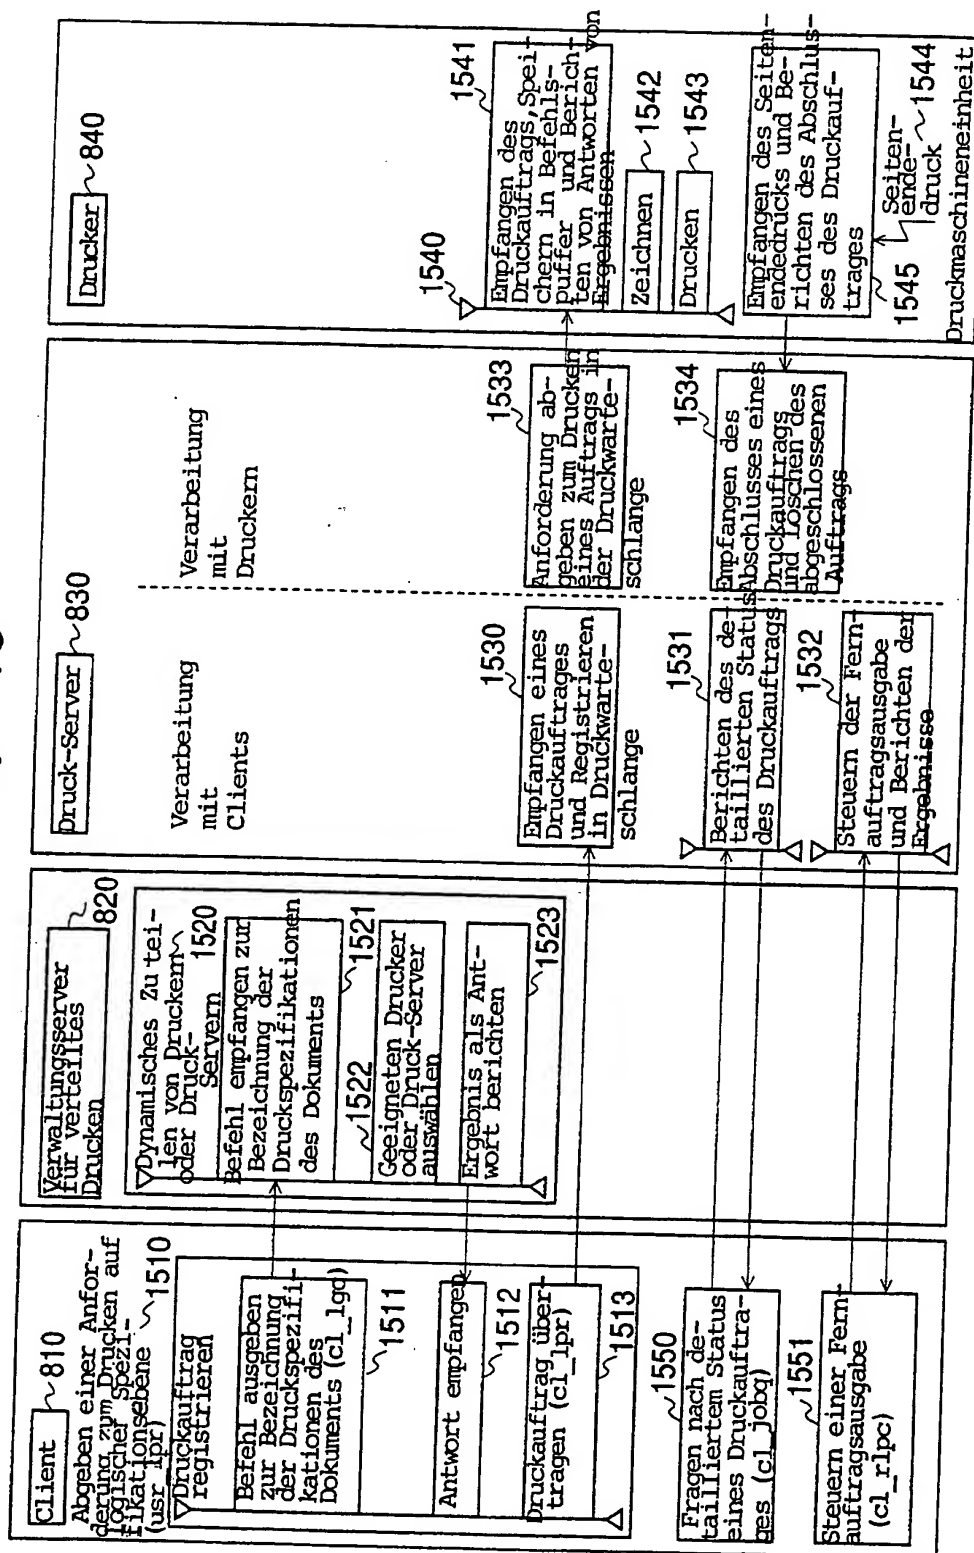 Client
810
Abgeben einer Anfor-
derung zum Drucken auf
logischer Spezi-
fikationsebene
1510
(usr_lpr)
Druckauftrag
registrieren
Befehl ausgeben
zur Bezeichnung
der Druckspezifi-
kationen des
Dokuments (cl_lgo)
1511
Antwort empfangen
1512
Druckauftrag über-
tragen (cl_lpr)
1513
1550
Fragen nach de-
tailliertem Status
eines Druckauftra-
ges (cl_jobq)
1551
Steuern einer Fern-
auftragsausgabe
(cl_rlpc)
Verwaltungsserver
für verteiltes
Drucken
820
Dynamisches Zutei-
len von Druckern
oder Druck-
Servern
1520
Befehl empfangen zur
Bezeichnung der
Druckspezifikationen
des Dokuments
1521
1522
Geeigneten Drucker
oder Druck-Server
auswählen
Ergebnis als Ant-
wort berichten
1523
Druck-Server
830
Verarbeitung
mit
Clients
Verarbeitung
mit
Druckern
1530
Empfangen eines
Druckauftrages
und Registrieren
in Druckwarte-
schlange
1531
Berichten des de-
taillierten Status
des Druckauftrags
1532
Steuern der Fern-
auftragsausgabe
und Berichten der
Ergebnisse
1533
Anforderung ab-
geben zum Drucken
eines Auftrags in
der Druckwarte-
schlange
1534
Empfangen des
Abschlusses eines
Druckauftrags
und Löschen des
abgeschlossenen
Auftrags
Drucker
840
1540
1541
Empfangen des
Druckauftrags, Spei-
chern in Befehls-
puffer und Berich-
ten von Antworten von
Ergebnissen
Zeichnen
1542
Drucken
1543
Empfangen des Seiten-
endedrucks und Be-
richten des Abschlus-
ses des Druckauf-
trages
1545
Seiten-
ende-
druck
1544
Druckmaschineneinheit